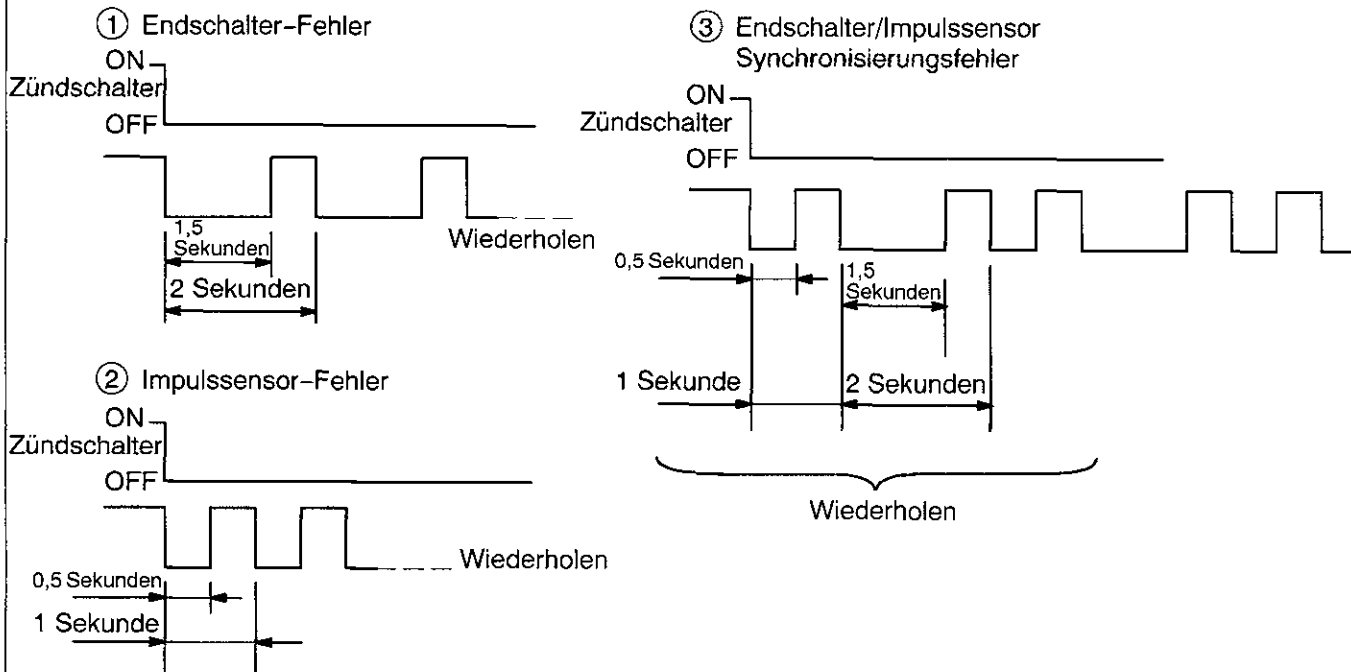 ① Endschalter-Fehler
ON
Zündschalter
OFF
1,5
Sekunden
2 Sekunden
Wiederholen
② Impulssensor-Fehler
ON
Zündschalter
OFF
Wiederholen
0,5 Sekunden
1 Sekunde
③ Endschalter/Impulssensor
Synchronisierungsfehler
ON
Zündschalter
OFF
0,5 Sekunden
1,5
Sekunden
1 Sekunde
2 Sekunden
Wiederholen